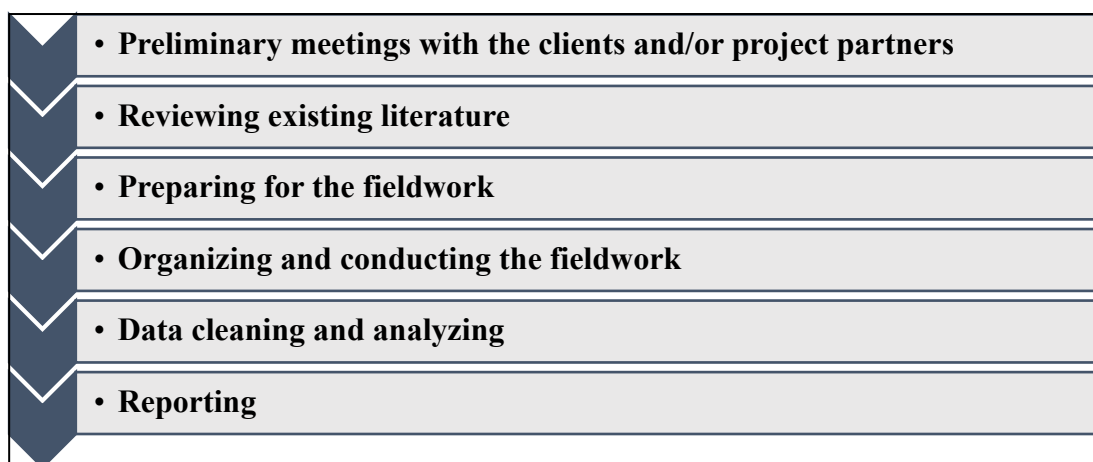 • Preliminary meetings with the clients and/or project partners
• Reviewing existing literature
• Preparing for the fieldwork
• Organizing and conducting the fieldwork
• Data cleaning and analyzing
• Reporting